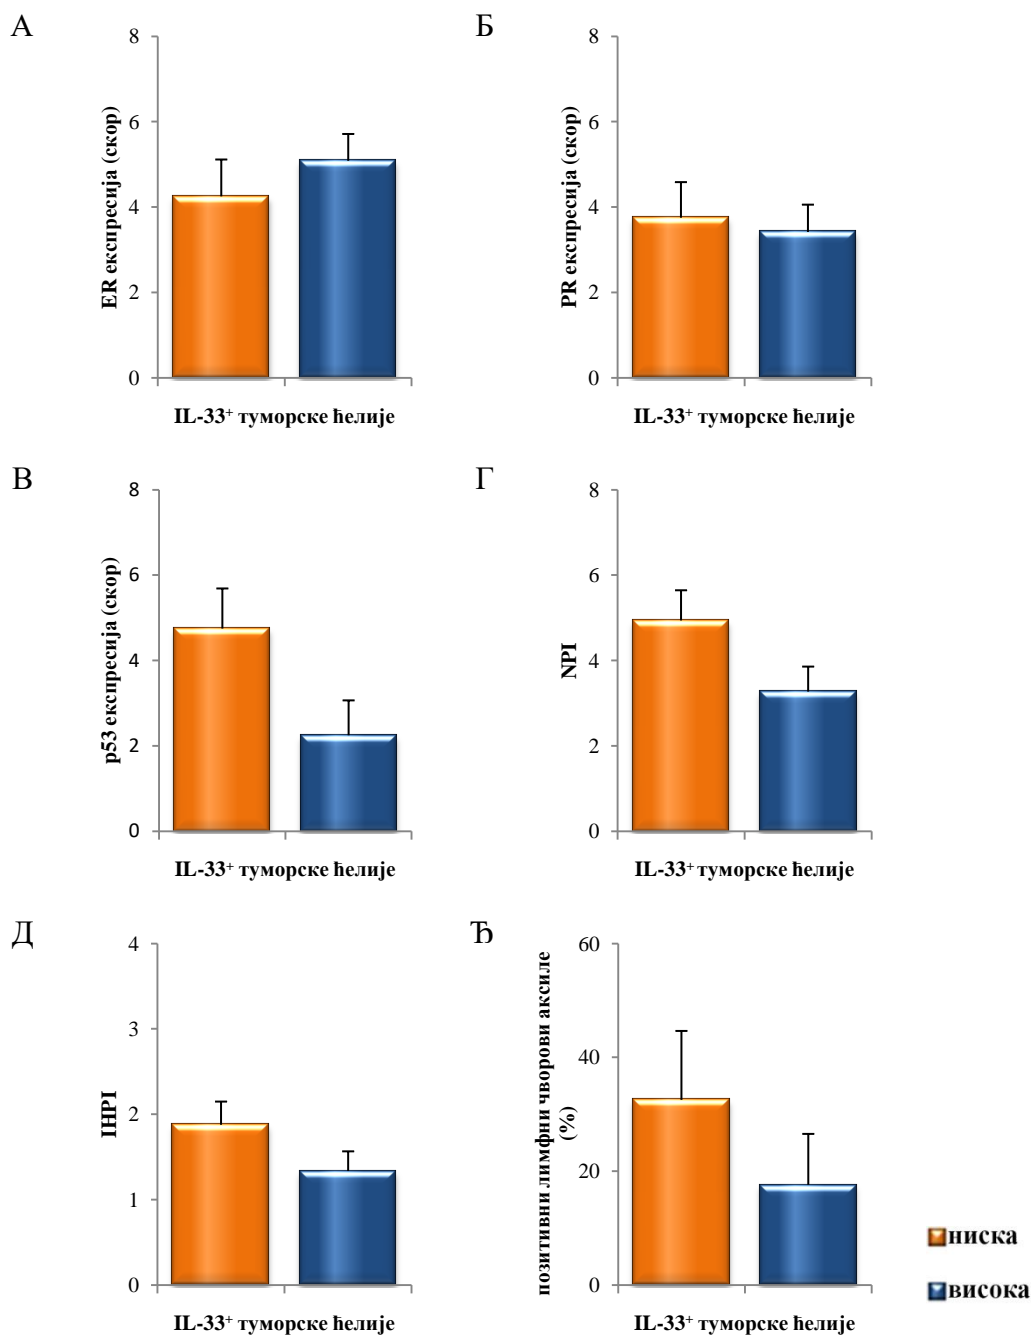 А
8
6
4
2
0
ER експресија (скор)
IL-33⁺ туморске ћелије
Б
8
6
4
2
0
PR експресија (скор)
IL-33⁺ туморске ћелије
В
8
6
4
2
0
p53 експресија (скор)
IL-33⁺ туморске ћелије
Г
8
6
4
2
0
NPI
IL-33⁺ туморске ћелије
Д
4
3
2
1
0
IHPI
IL-33⁺ туморске ћелије
Ђ
60
40
20
0
позитивни лимфни чворови аксиле
(%)
IL-33⁺ туморске ћелије
ниска
висока